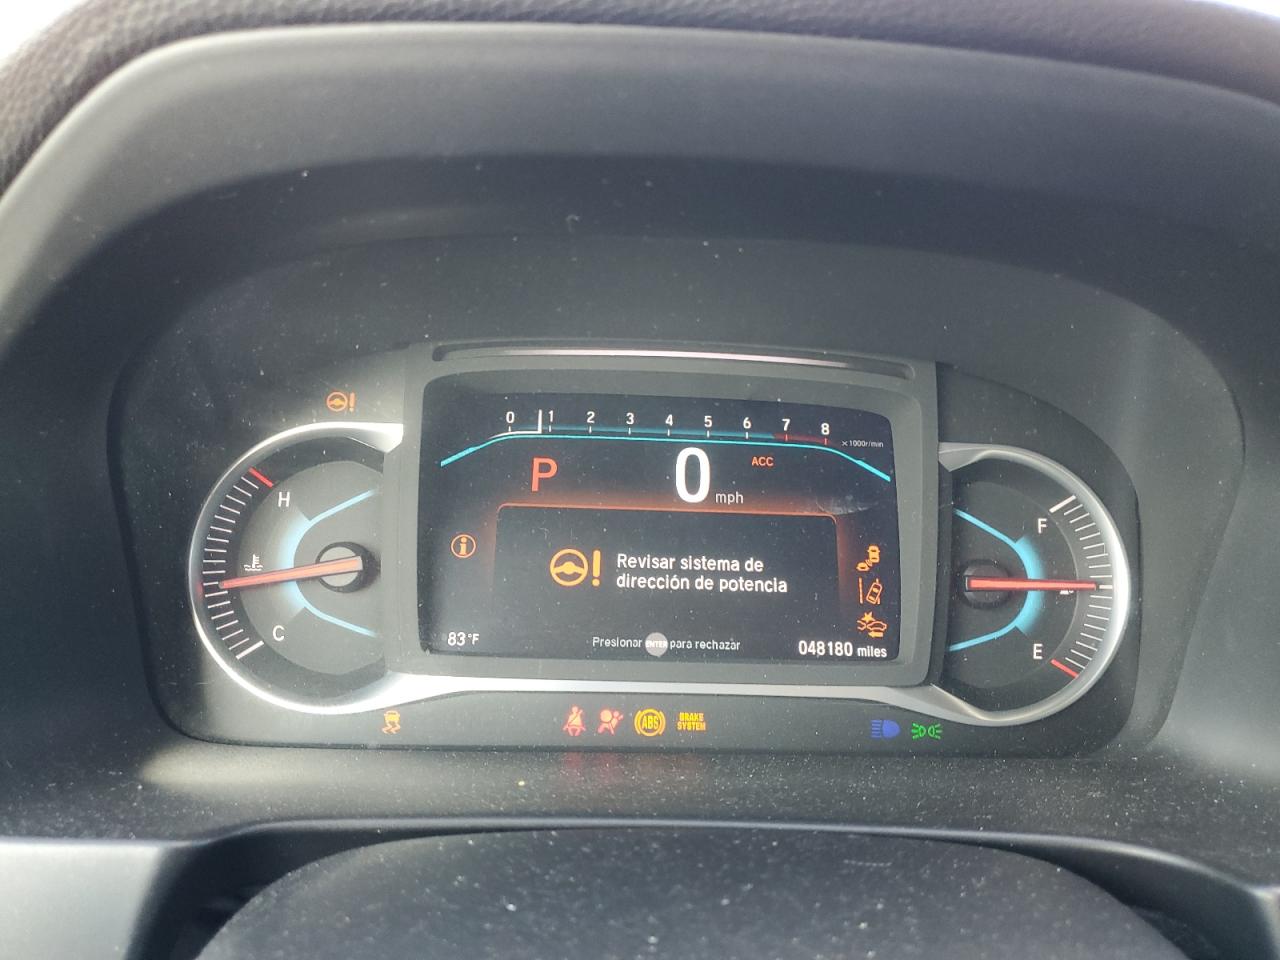 0 1 2 3 4 5 6 7 8
x1000r/min
P
0 mph
ACC
H
C
F
E
Revisar sistema de
dirección de potencia
83°F
Presionar ENTER para rechazar
048180 miles
ABS
BRAKE
SYSTEM